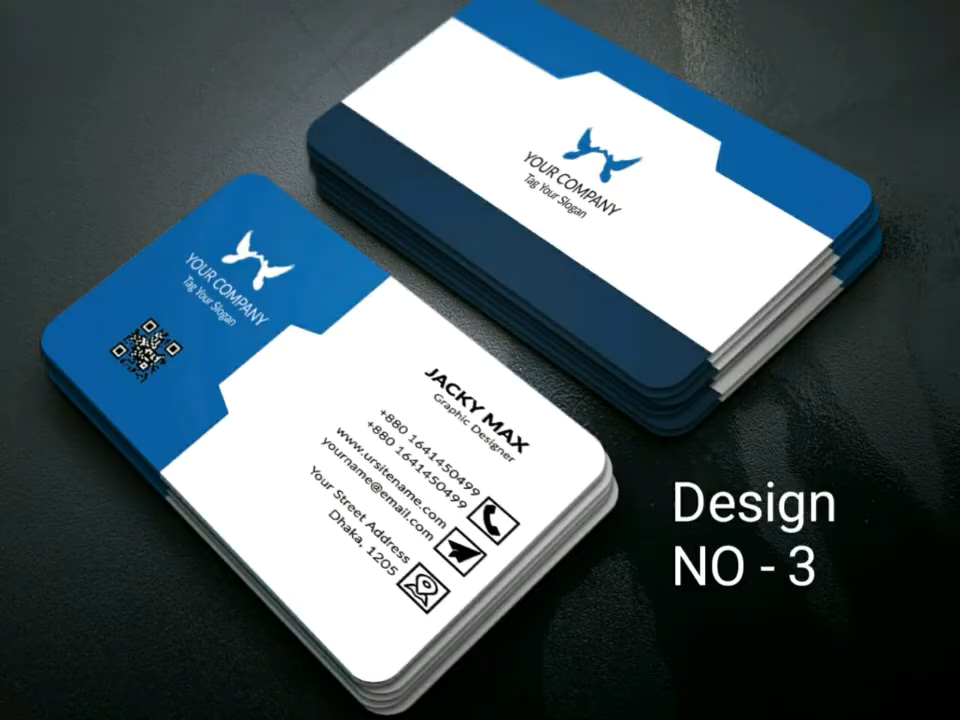 YOUR COMPANY
Tag Your Slogan
YOUR COMPANY
Tag Your Slogan
JACKY MAX
Graphic Designer
+880 1641450499
+880 1641450499
www.ursitename.com
yourname@email.com
Your Street Address
Dhaka, 1205
Design
NO - 3